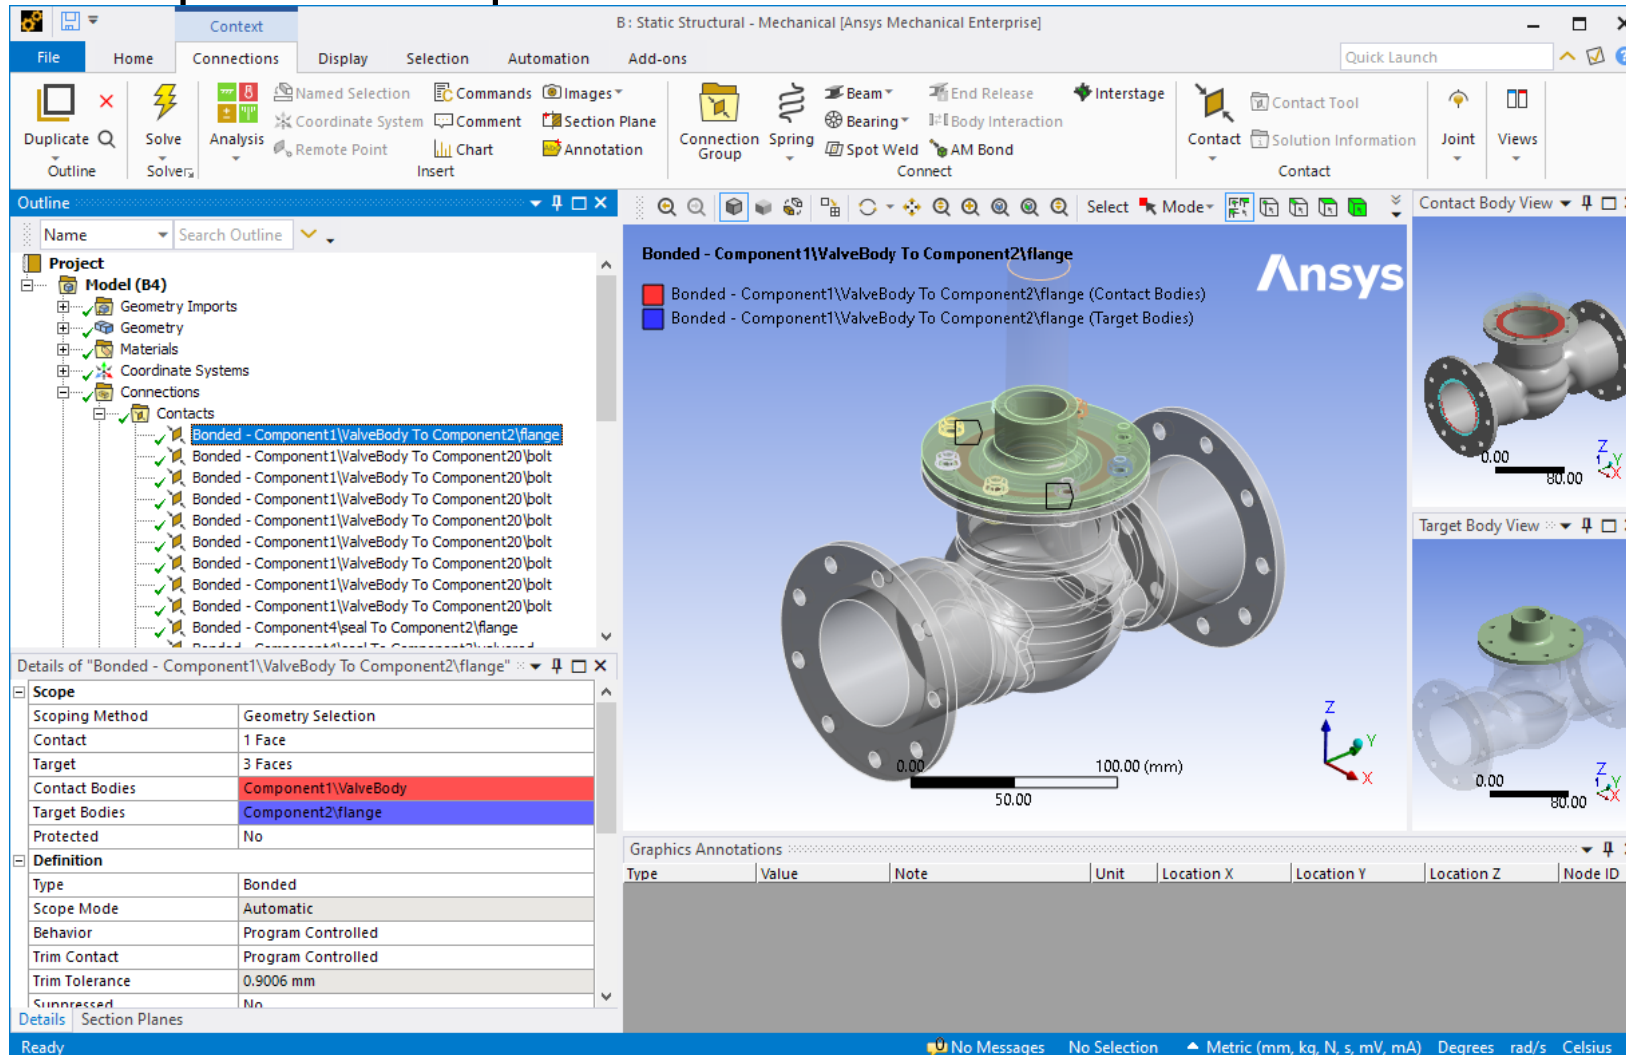 Context
B : Static Structural - Mechanical [Ansys Mechanical Enterprise]
File Home Connections Display Selection Automation Add-ons
Quick Launch
Duplicate
Outline
Solve
Solver
Analysis
Named Selection
Coordinate System
Remote Point
Commands
Comment
Chart
Images
Section Plane
Annotation
Insert
Connection Group
Spring
Beam
Bearing
Spot Weld
End Release
Body Interaction
AM Bond
Interstage
Connect
Contact
Contact Tool
Solution Information
Contact
Joint
Views
Outline
Name
Search Outline
Project
Model (B4)
Geometry Imports
Geometry
Materials
Coordinate Systems
Connections
Contacts
Bonded - Component1\ValveBody To Component2\flange
Bonded - Component1\ValveBody To Component20\bolt
Bonded - Component1\ValveBody To Component20\bolt
Bonded - Component1\ValveBody To Component20\bolt
Bonded - Component1\ValveBody To Component20\bolt
Bonded - Component1\ValveBody To Component20\bolt
Bonded - Component1\ValveBody To Component20\bolt
Bonded - Component1\ValveBody To Component20\bolt
Bonded - Component1\ValveBody To Component20\bolt
Bonded - Component4\seal To Component2\flange
Details of "Bonded - Component1\ValveBody To Component2\flange"
Scope
Scoping Method Geometry Selection
Contact 1 Face
Target 3 Faces
Contact Bodies Component1\ValveBody
Target Bodies Component2\flange
Protected No
Definition
Type Bonded
Scope Mode Automatic
Behavior Program Controlled
Trim Contact Program Controlled
Trim Tolerance 0.9006 mm
Suppressed No
Details Section Planes
Select Mode
Bonded - Component1\ValveBody To Component2\flange
Bonded - Component1\ValveBody To Component2\flange (Contact Bodies)
Bonded - Component1\ValveBody To Component2\flange (Target Bodies)
Ansys
Z
Y
X
0.00 100.00 (mm)
50.00
Contact Body View
0.00
80.00
Z
Y
X
Target Body View
0.00
80.00
Z
Y
X
Graphics Annotations
Type Value Note Unit Location X Location Y Location Z Node ID
Ready
No Messages No Selection Metric (mm, kg, N, s, mV, mA) Degrees rad/s Celsius